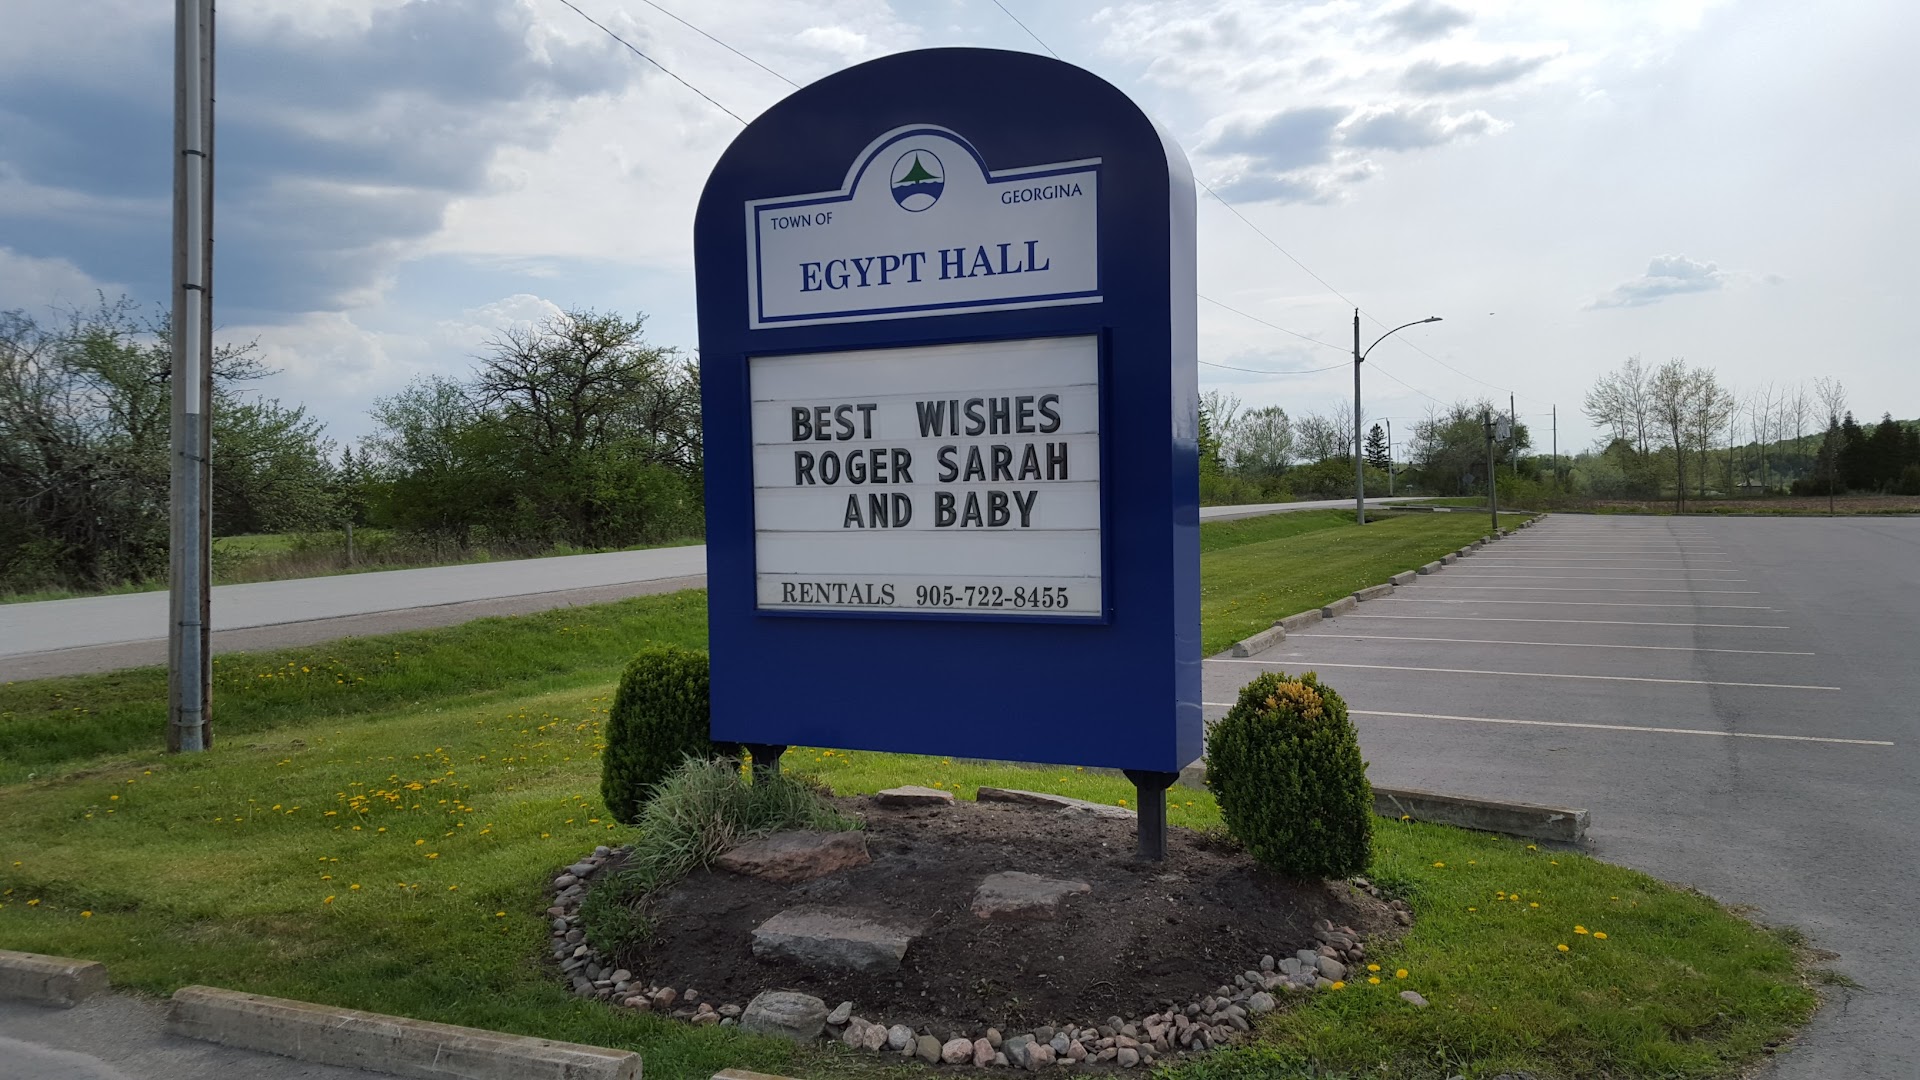 TOWN OF GEORGINA
EGYPT HALL
BEST WISHES
ROGER SARAH
AND BABY
RENTALS 905-722-8455